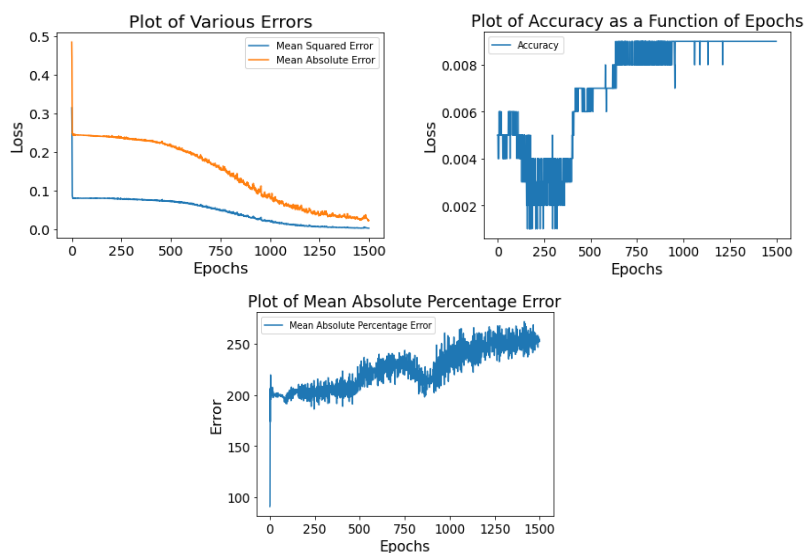 Plot of Various Errors
Loss
0.5
0.4
0.3
0.2
0.1
0.0
Mean Squared Error
Mean Absolute Error
0 250 500 750 1000 1250 1500
Epochs
Plot of Accuracy as a Function of Epochs
Loss
0.008
0.006
0.004
0.002
Accuracy
0 250 500 750 1000 1250 1500
Epochs
Plot of Mean Absolute Percentage Error
Error
250
200
150
100
Mean Absolute Percentage Error
0 250 500 750 1000 1250 1500
Epochs